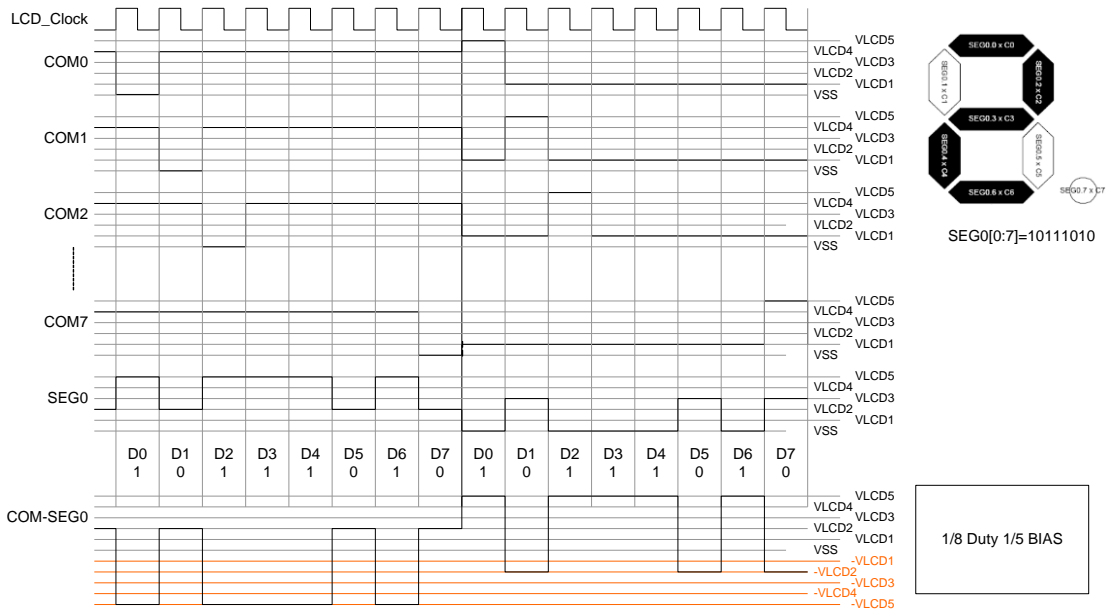 LCD_Clock
COM0
VLCD5
VLCD4
VLCD3
VLCD2
VLCD1
VSS
COM1
VLCD5
VLCD4
VLCD3
VLCD2
VLCD1
VSS
COM2
VLCD5
VLCD4
VLCD3
VLCD2
VLCD1
VSS
COM7
VLCD5
VLCD4
VLCD3
VLCD2
VLCD1
VSS
SEG0
VLCD5
VLCD4
VLCD3
VLCD2
VLCD1
VSS
D0 D1 D2 D3 D4 D5 D6 D7 D0 D1 D2 D3 D4 D5 D6 D7
1 0 1 1 1 0 1 0 1 0 1 1 1 0 1 0
COM-SEG0
VLCD5
VLCD4
VLCD3
VLCD2
VLCD1
VSS
-VLCD1
-VLCD2
-VLCD3
-VLCD4
-VLCD5
SEG0.0 x C0
SEG0.1 x C1
SEG0.2 x C2
SEG0.3 x C3
SEG0.4 x C4
SEG0.5 x C5
SEG0.6 x C6
SEG0.7 x C7
SEG0[0:7]=10111010
1/8 Duty 1/5 BIAS